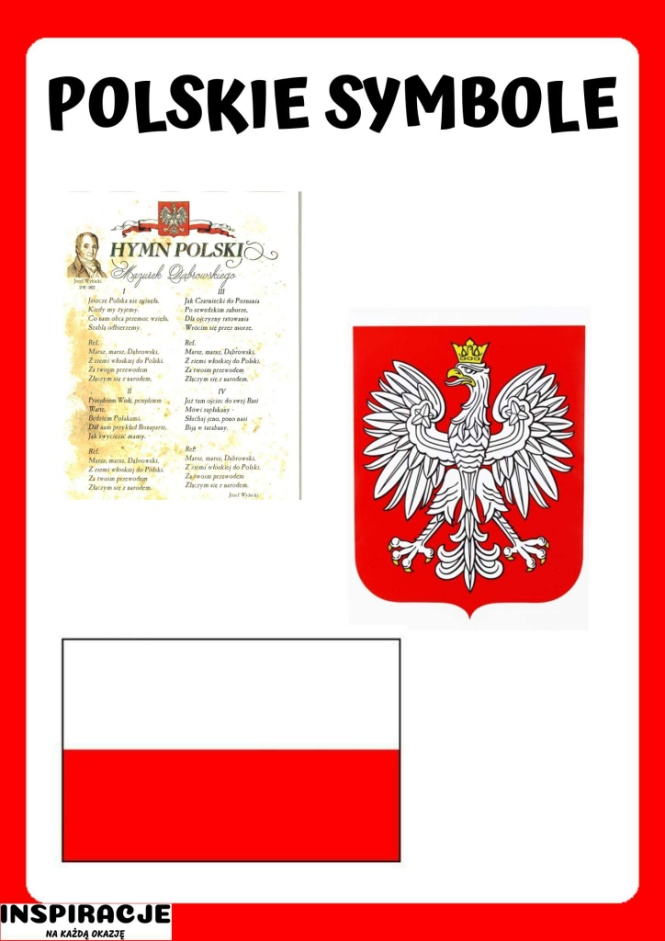 POLSKIE SYMBOLE
HYMN POLSKI
Mazurek Dąbrowskiego
Józef Wybicki
I
Jeszcze Polska nie zginęła,
Kiedy my żyjemy.
Co nam obca przemoc wzięła,
Szablą odbierzemy.
Ref.
Marsz, marsz, Dąbrowski,
Z ziemi włoskiej do Polski.
Za twoim przewodem
Złączym się z narodem.
II
Przejdziem Wisłę, przejdziem
Wartę,
Będziem Polakami.
Dał nam przykład Bonaparte,
Jak zwyciężać mamy.
Ref.
Marsz, marsz, Dąbrowski,
Z ziemi włoskiej do Polski.
Za twoim przewodem
Złączym się z narodem.
III
Jak Czarniecki do Poznania
Po szwedzkim zaborze,
Dla ojczyzny ratowania
Wrócim się przez morze.
Ref.
Marsz, marsz, Dąbrowski,
Z ziemi włoskiej do Polski.
Za twoim przewodem
Złączym się z narodem.
IV
Już tam ojciec do swej Basi
Mówi zapłakany -
Słuchaj jeno, pono nasi
Biją w tarabany.
Ref.
Marsz, marsz, Dąbrowski,
Z ziemi włoskiej do Polski.
Za twoim przewodem
Złączym się z narodem.
Józef Wybicki
INSPIRACJE
NA KAŻDĄ OKAZJĘ